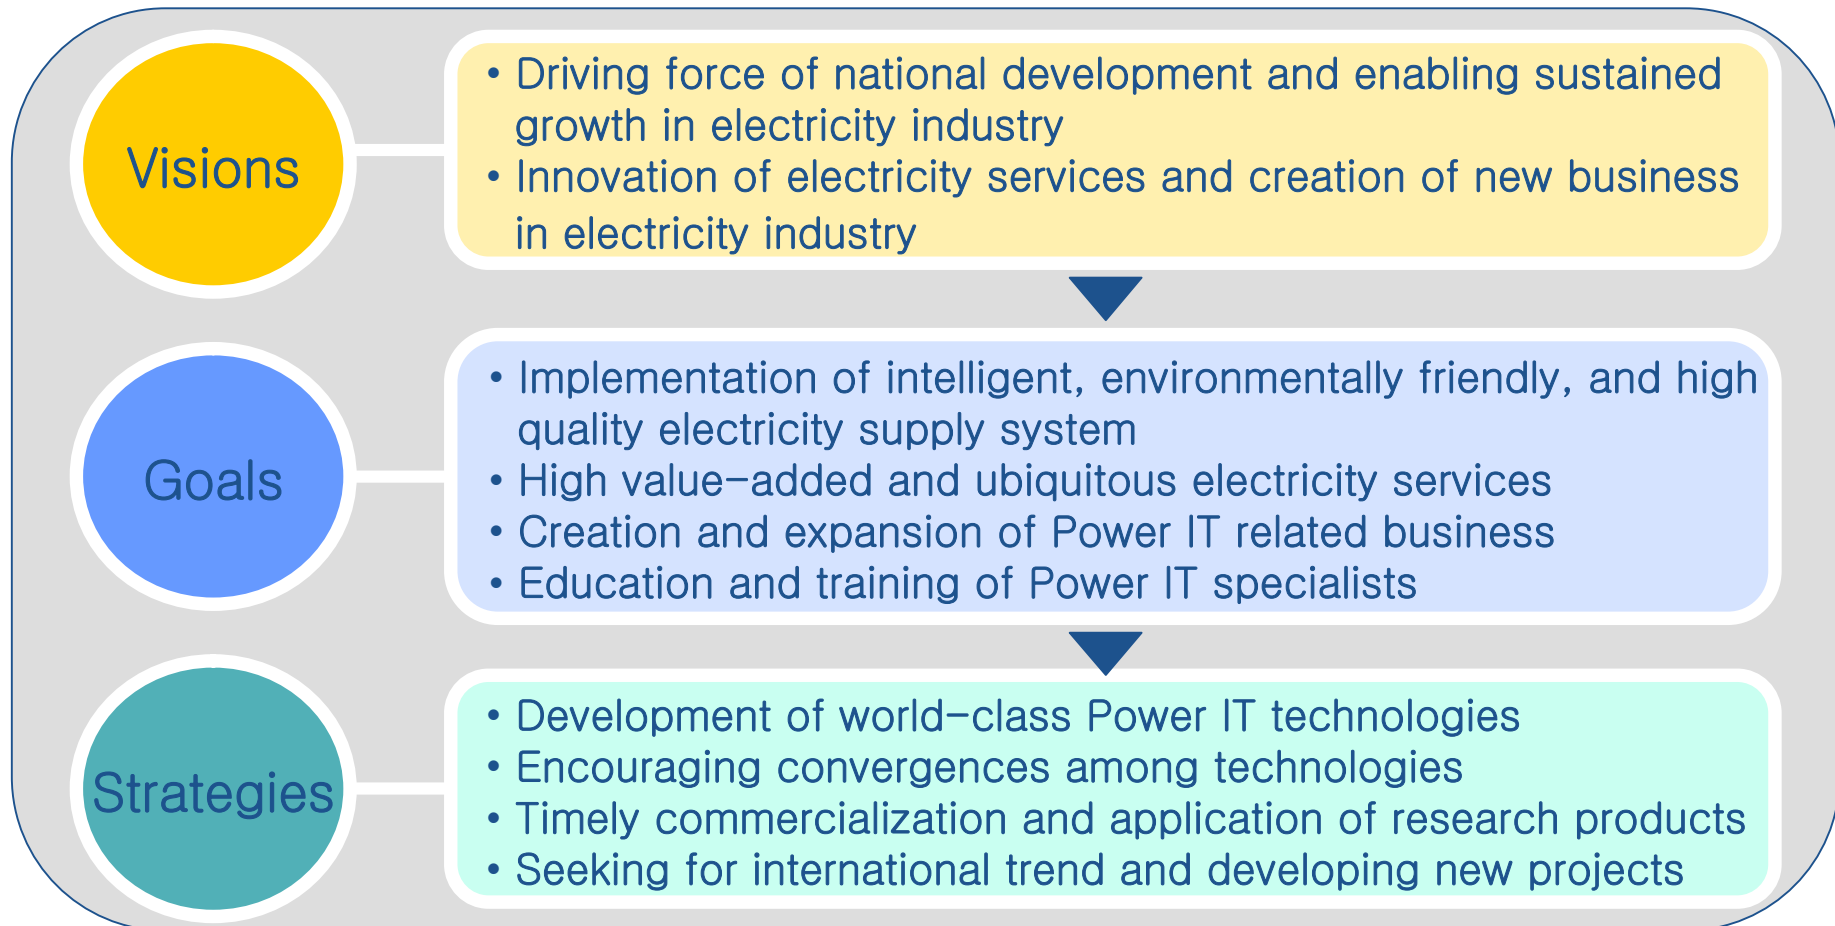 Visions
• Driving force of national development and enabling sustained
growth in electricity industry
• Innovation of electricity services and creation of new business
in electricity industry
Goals
• Implementation of intelligent, environmentally friendly, and high
quality electricity supply system
• High value-added and ubiquitous electricity services
• Creation and expansion of Power IT related business
• Education and training of Power IT specialists
Strategies
• Development of world-class Power IT technologies
• Encouraging convergences among technologies
• Timely commercialization and application of research products
• Seeking for international trend and developing new projects